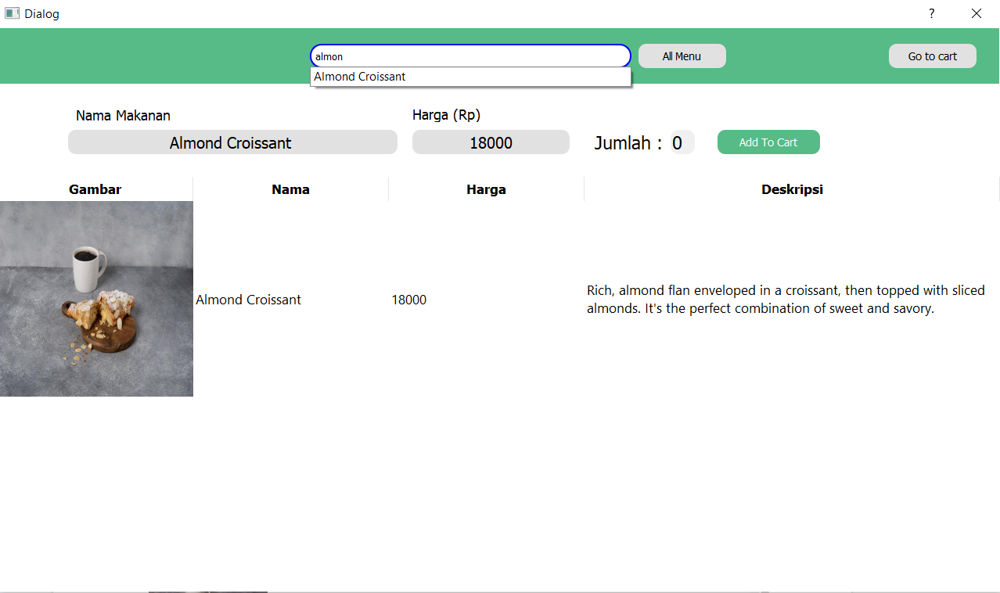 Dialog
?
almon
All Menu
Go to cart
Almond Croissant
Nama Makanan
Harga (Rp)
Almond Croissant
18000
Jumlah :
0
Add To Cart
Gambar
Nama
Harga
Deskripsi
Almond Croissant
18000
Rich, almond flan enveloped in a croissant, then topped with sliced
almonds. It's the perfect combination of sweet and savory.